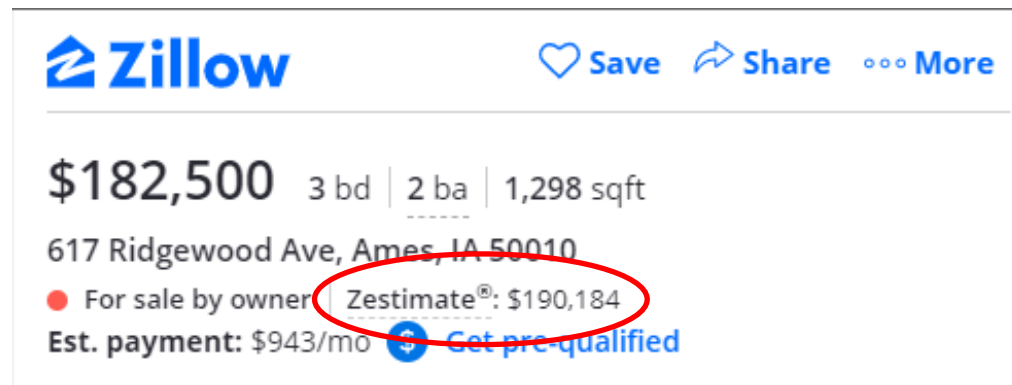 Zillow Save Share More
$182,500 3 bd 2 ba 1,298 sqft
617 Ridgewood Ave, Ames, IA 50010
For sale by owner Zestimate®: $190,184
Est. payment: $943/mo $ Get pre-qualified